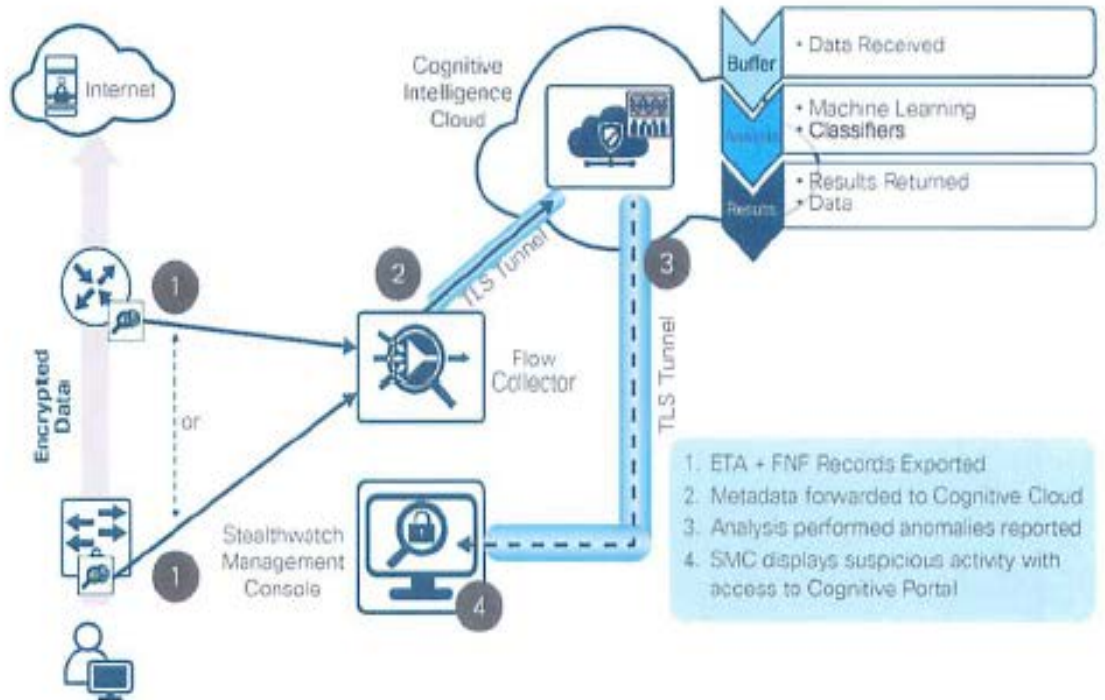 Internet
Cognitive
Intelligence
Cloud
Buffer
• Data Received
Analysis
• Machine Learning
• Classifiers
Results
• Results Returned
• Data
1
2
TLS Tunnel
3
TLS Tunnel
Flow
Collector
Encrypted
Data
or
1
Stealthwatch
Management
Console
4
1. ETA + FNF Records Exported
2. Metadata forwarded to Cognitive Cloud
3. Analysis performed anomalies reported
4. SMC displays suspicious activity with
access to Cognitive Portal